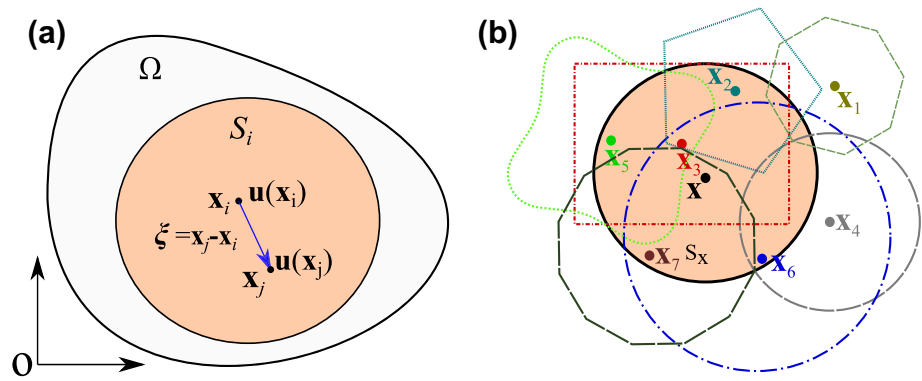 (a)
Ω
S_i
x_i u(x_i)
ξ =x_j-x_i
x_j u(x_j)
O
(b)
x_2
x_1
x_5
x_3
x
x_4
x_7 S_x x_6